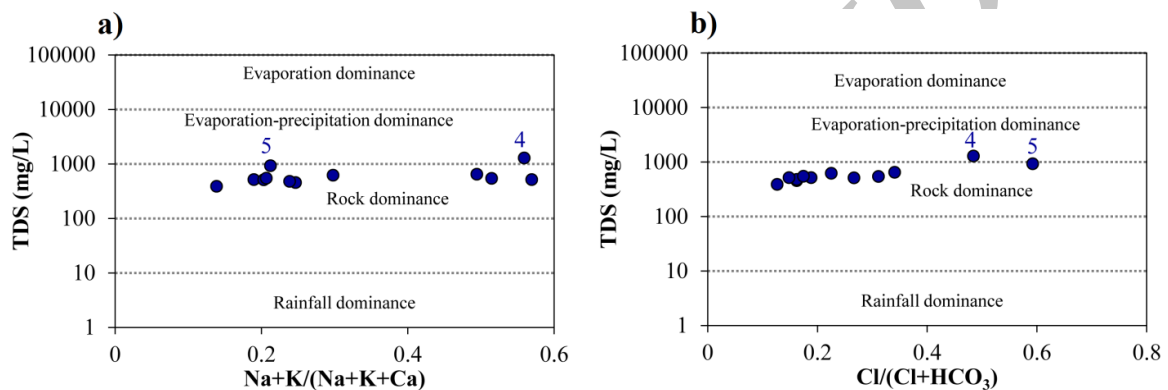 a)
100000
10000
1000
100
10
1
TDS (mg/L)
Evaporation dominance
Evaporation-precipitation dominance
5
4
Rock dominance
Rainfall dominance
0
0.2
0.4
0.6
Na+K/(Na+K+Ca)
b)
100000
10000
1000
100
10
1
TDS (mg/L)
Evaporation dominance
Evaporation-precipitation dominance
4
5
Rock dominance
Rainfall dominance
0
0.2
0.4
0.6
0.8
Cl/(Cl+HCO₃)